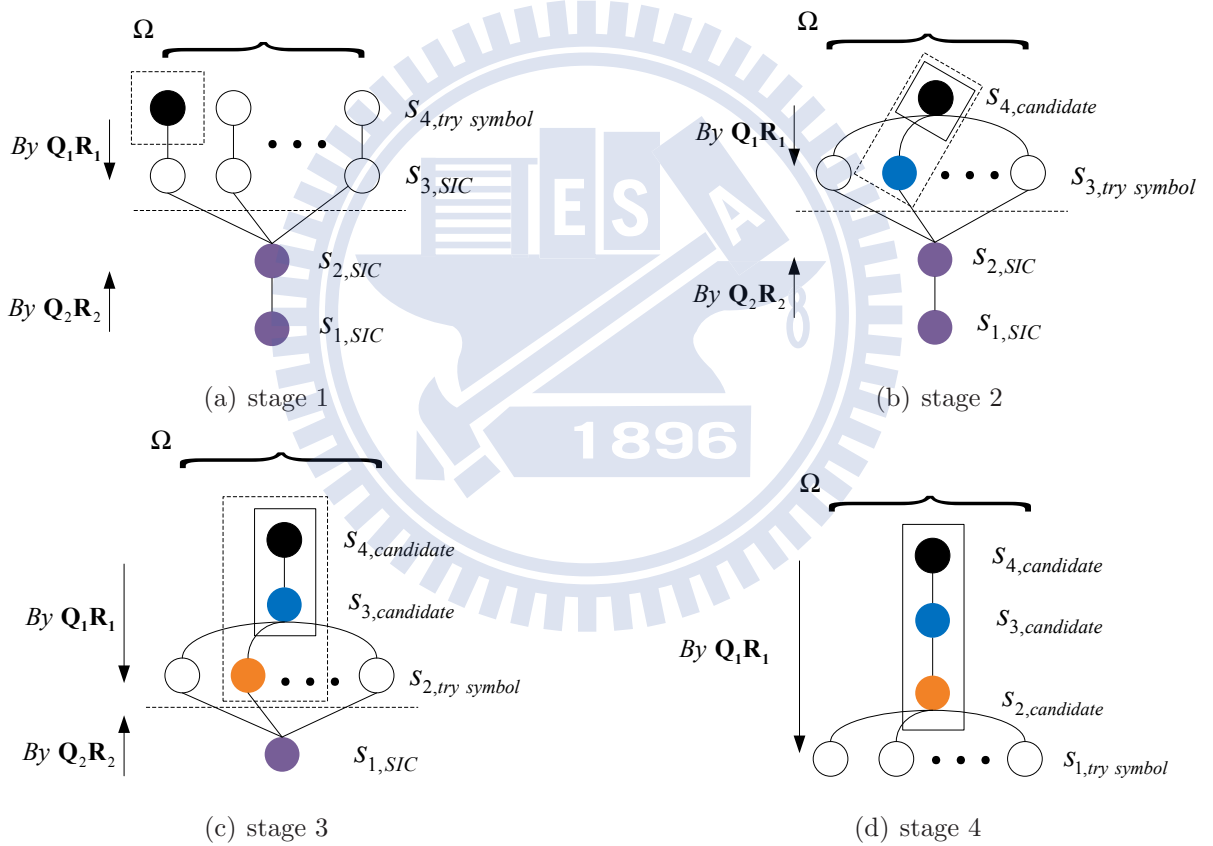 Ω
s4,try symbol
By Q1R1
s3,SIC
s2,SIC
By Q2R2
s1,SIC
(a) stage 1
Ω
s4,candidate
By Q1R1
s3,try symbol
s2,SIC
By Q2R2
s1,SIC
(b) stage 2
Ω
s4,candidate
s3,candidate
By Q1R1
s2,try symbol
By Q2R2
s1,SIC
(c) stage 3
Ω
s4,candidate
s3,candidate
By Q1R1
s2,candidate
s1,try symbol
(d) stage 4
E S A
1896